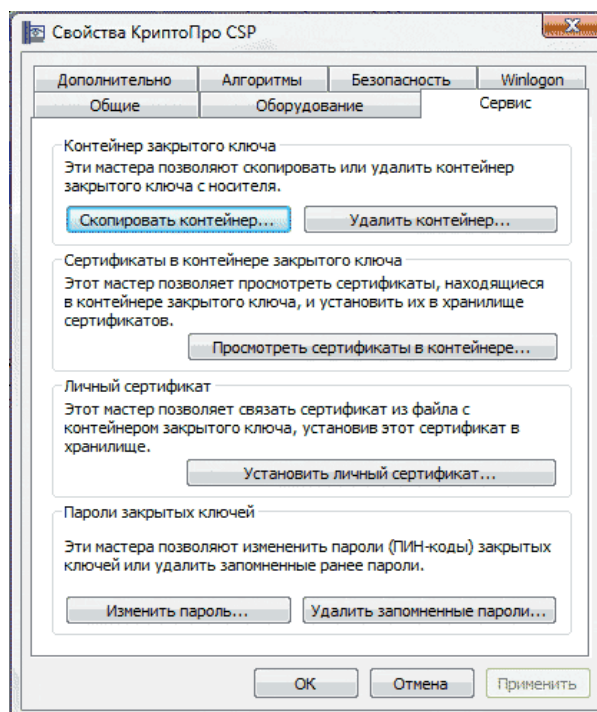 Свойства КриптоПро CSP
Дополнительно Алгоритмы Безопасность Winlogon
Общие Оборудование Сервис
Контейнер закрытого ключа
Эти мастера позволяют скопировать или удалить контейнер
закрытого ключа с носителя.
Скопировать контейнер... Удалить контейнер...
Сертификаты в контейнере закрытого ключа
Этот мастер позволяет просмотреть сертификаты, находящиеся
в контейнере закрытого ключа, и установить их в хранилище
сертификатов.
Просмотреть сертификаты в контейнере...
Личный сертификат
Этот мастер позволяет связать сертификат из файла с
контейнером закрытого ключа, установив этот сертификат в
хранилище.
Установить личный сертификат...
Пароли закрытых ключей
Эти мастера позволяют измененить пароли (ПИН-коды) закрытых
ключей или удалить запомненные ранее пароли.
Изменить пароль... Удалить запомненные пароли...
ОК Отмена Применить